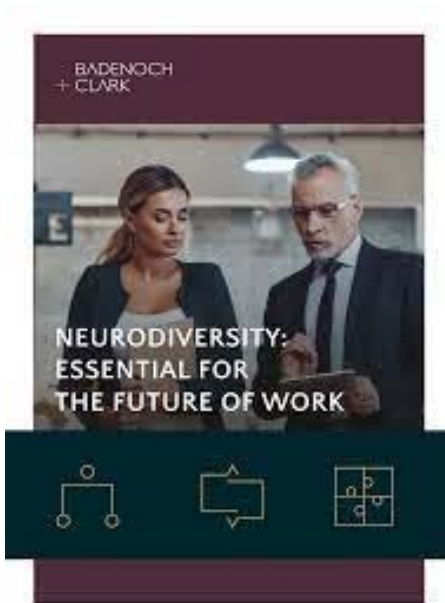 BADENOCH
+ CLARK
NEURODIVERSITY:
ESSENTIAL FOR
THE FUTURE OF WORK